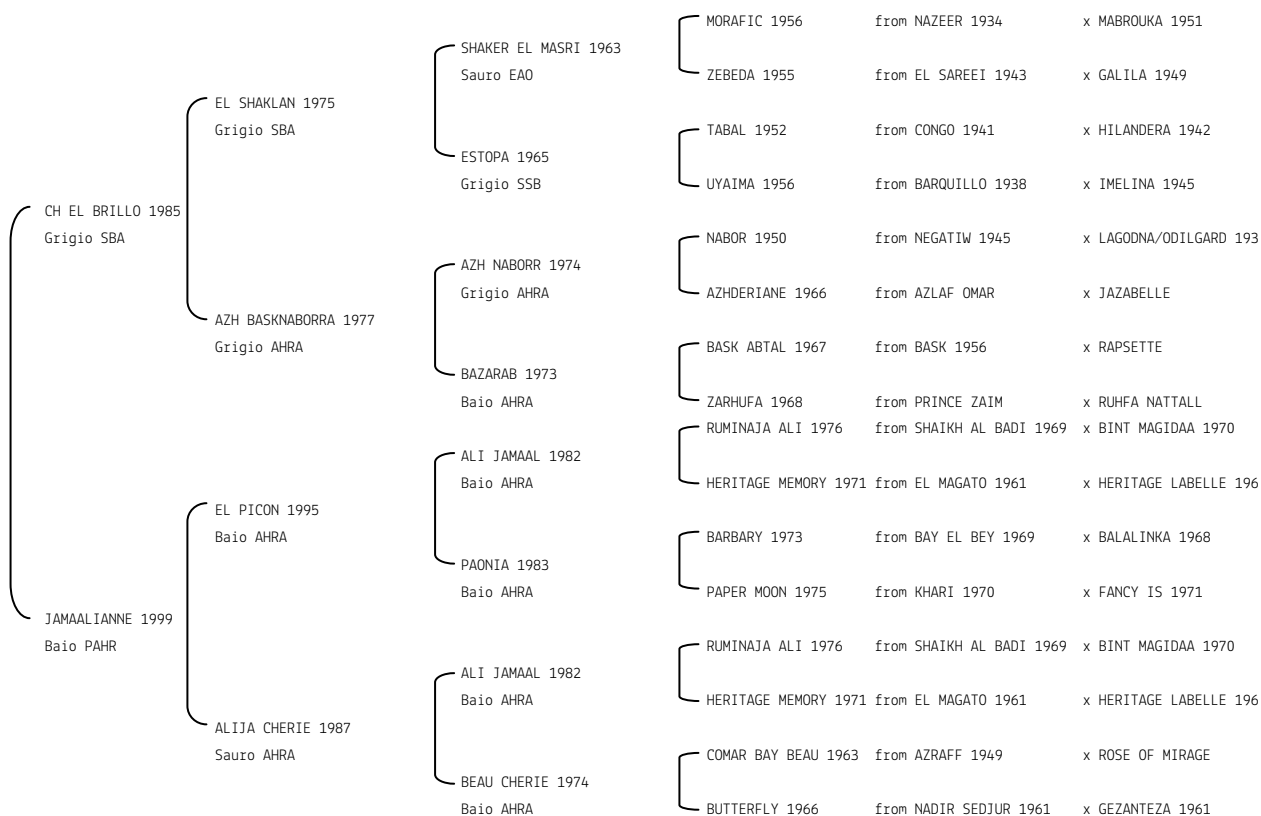 MORAFIC 1956 from NAZEER 1934 x MABROUKA 1951
SHAKER EL MASRI 1963
Sauro EAO
ZEBEDA 1955 from EL SAREEI 1943 x GALILA 1949
EL SHAKLAN 1975
Grigio SBA
TABAL 1952 from CONGO 1941 x HILANDERA 1942
ESTOPA 1965
Grigio SSB
UYAIMA 1956 from BARQUILLO 1938 x IMELINA 1945
CH EL BRILLO 1985
Grigio SBA
NABOR 1950 from NEGATIW 1945 x LAGODNA/ODILGARD 193
AZH NABORR 1974
Grigio AHRA
AZHDERIANE 1966 from AZLAF OMAR x JAZABELLE
AZH BASKNABORRA 1977
Grigio AHRA
BASK ABTAL 1967 from BASK 1956 x RAPSETTE
BAZARAB 1973
Baio AHRA
ZARHUFA 1968 from PRINCE ZAIM x RUHFA NATTALL
RUMINAJA ALI 1976 from SHAIKH AL BADI 1969 x BINT MAGIDAA 1970
ALI JAMAAL 1982
Baio AHRA
HERITAGE MEMORY 1971 from EL MAGATO 1961 x HERITAGE LABELLE 196
EL PICON 1995
Baio AHRA
BARBARY 1973 from BAY EL BEY 1969 x BALALINKA 1968
PAONIA 1983
Baio AHRA
PAPER MOON 1975 from KHARI 1970 x FANCY IS 1971
JAMAALIANNE 1999
Baio PAHR
RUMINAJA ALI 1976 from SHAIKH AL BADI 1969 x BINT MAGIDAA 1970
ALI JAMAAL 1982
Baio AHRA
HERITAGE MEMORY 1971 from EL MAGATO 1961 x HERITAGE LABELLE 196
ALIJA CHERIE 1987
Sauro AHRA
COMAR BAY BEAU 1963 from AZRAFF 1949 x ROSE OF MIRAGE
BEAU CHERIE 1974
Baio AHRA
BUTTERFLY 1966 from NADIR SEDJUR 1961 x GEZANTEZA 1961